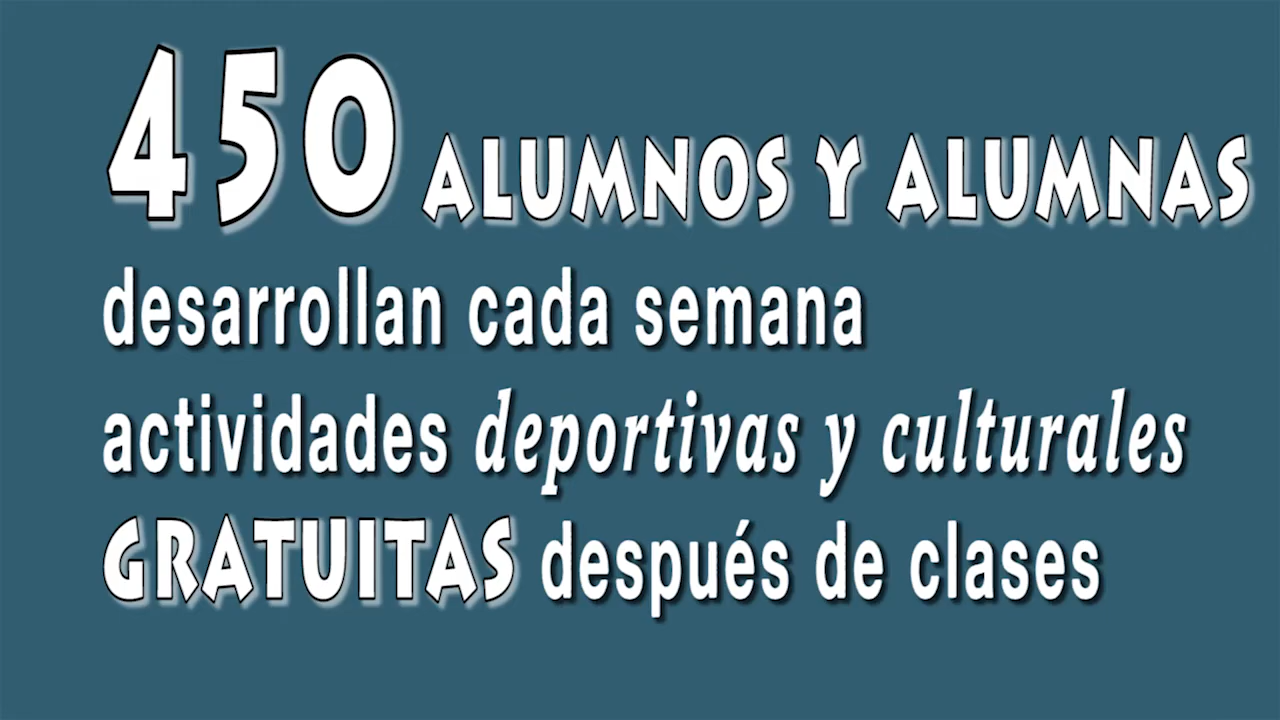 450 ALUMNOS Y ALUMNAS
desarrollan cada semana
actividades deportivas y culturales
GRATUITAS después de clases